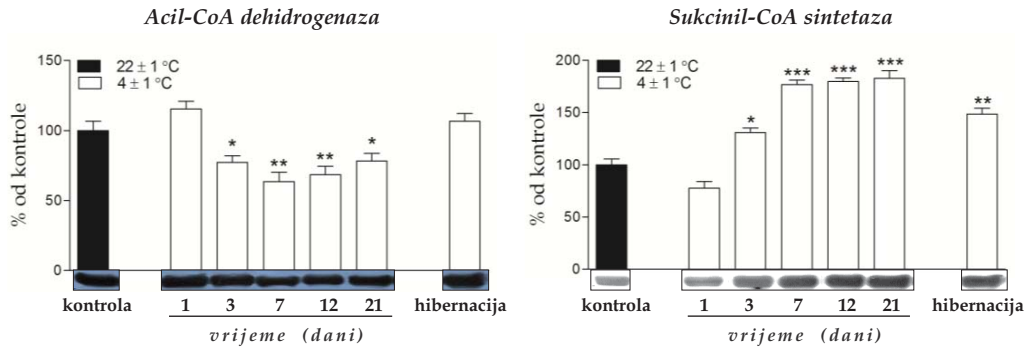 Acil-CoA dehidrogenaza
22 ± 1 °C
4 ± 1 °C
% od kontrole
150
100
50
0
*
**
**
*
kontrola
1 3 7 12 21
hibernacija
vrijeme (dani)
Sukcinil-CoA sintetaza
22 ± 1 °C
4 ± 1 °C
% od kontrole
200
150
100
50
0
*
***
***
***
**
kontrola
1 3 7 12 21
hibernacija
vrijeme (dani)